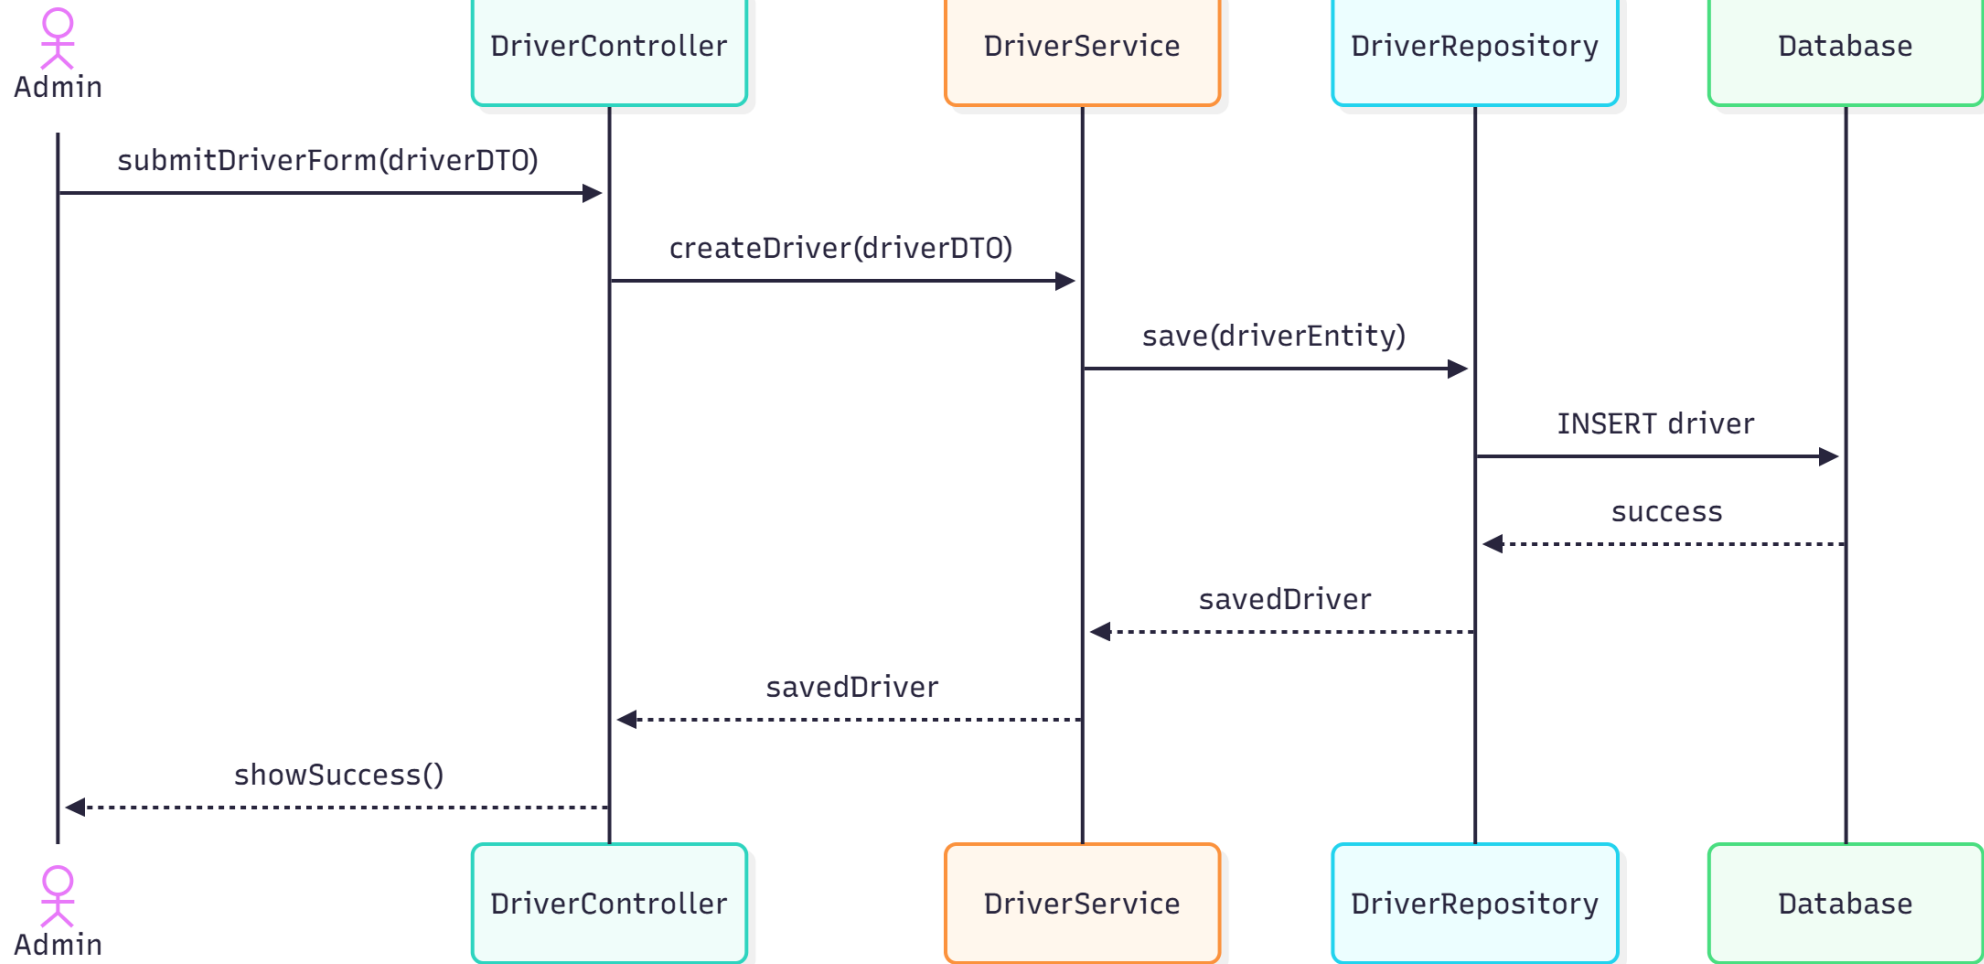 Admin
DriverController
DriverService
DriverRepository
Database
submitDriverForm(driverDTO)
createDriver(driverDTO)
save(driverEntity)
INSERT driver
success
savedDriver
savedDriver
showSuccess()
Admin
DriverController
DriverService
DriverRepository
Database